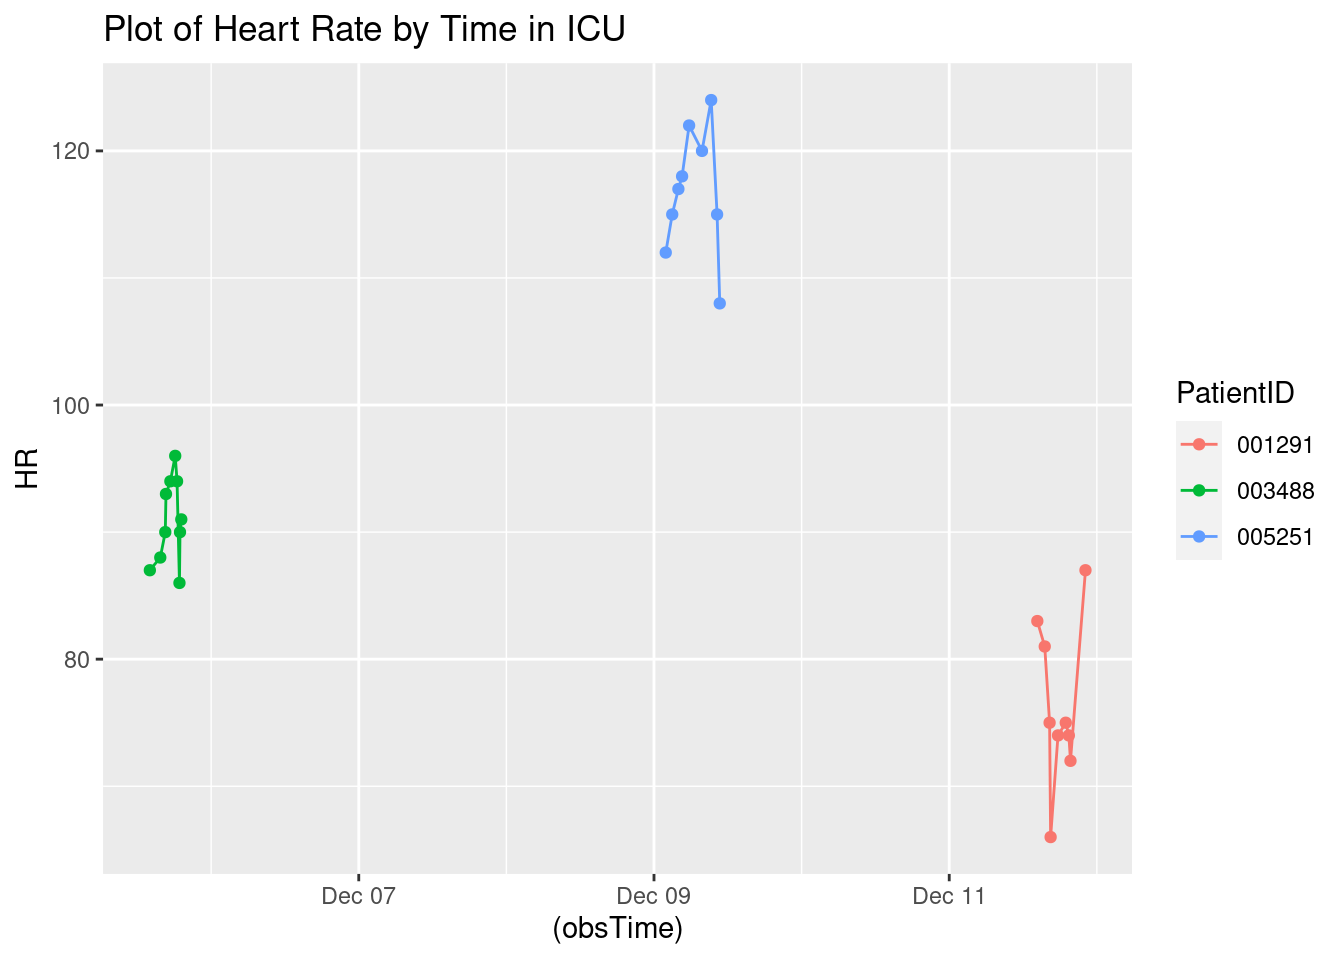 Plot of Heart Rate by Time in ICU
120
100
80
HR
Dec 07
Dec 09
Dec 11
(obsTime)
PatientID
001291
003488
005251